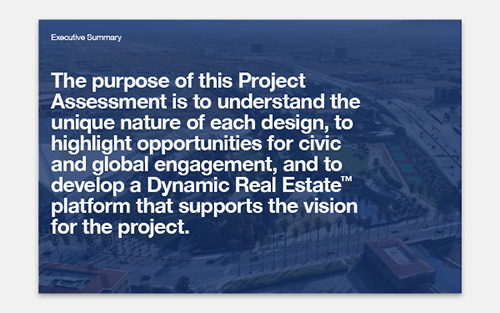 Executive Summary
The purpose of this Project
Assessment is to understand the
unique nature of each design, to
highlight opportunities for civic
and global engagement, and to
develop a Dynamic Real Estate™
platform that supports the vision
for the project.